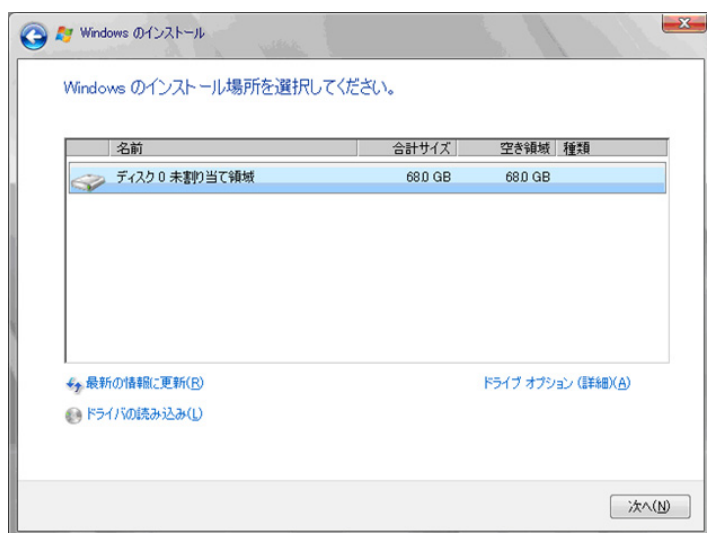 Windows のインストール
Windows のインストール場所を選択してください。
名前 合計サイズ 空き領域 種類
ディスク 0 未割り当て領域 68.0 GB 68.0 GB
最新の情報に更新(R) ドライブ オプション (詳細)(A)
ドライバの読み込み(L)
次へ(N)